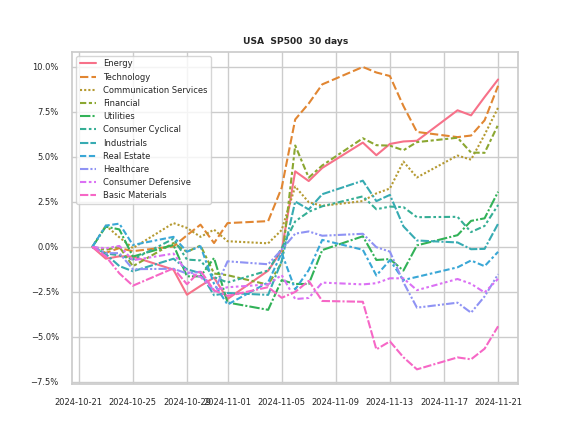 USA  SP500  30 days
Energy
Technology
Communication Services
Financial
Utilities
Consumer Cyclical
Industrials
Real Estate
Healthcare
Consumer Defensive
Basic Materials
10.0%
7.5%
5.0%
2.5%
0.0%
−2.5%
−5.0%
−7.5%
2024-10-21 2024-10-25 2024-10-29 2024-11-01 2024-11-05 2024-11-09 2024-11-13 2024-11-17 2024-11-21